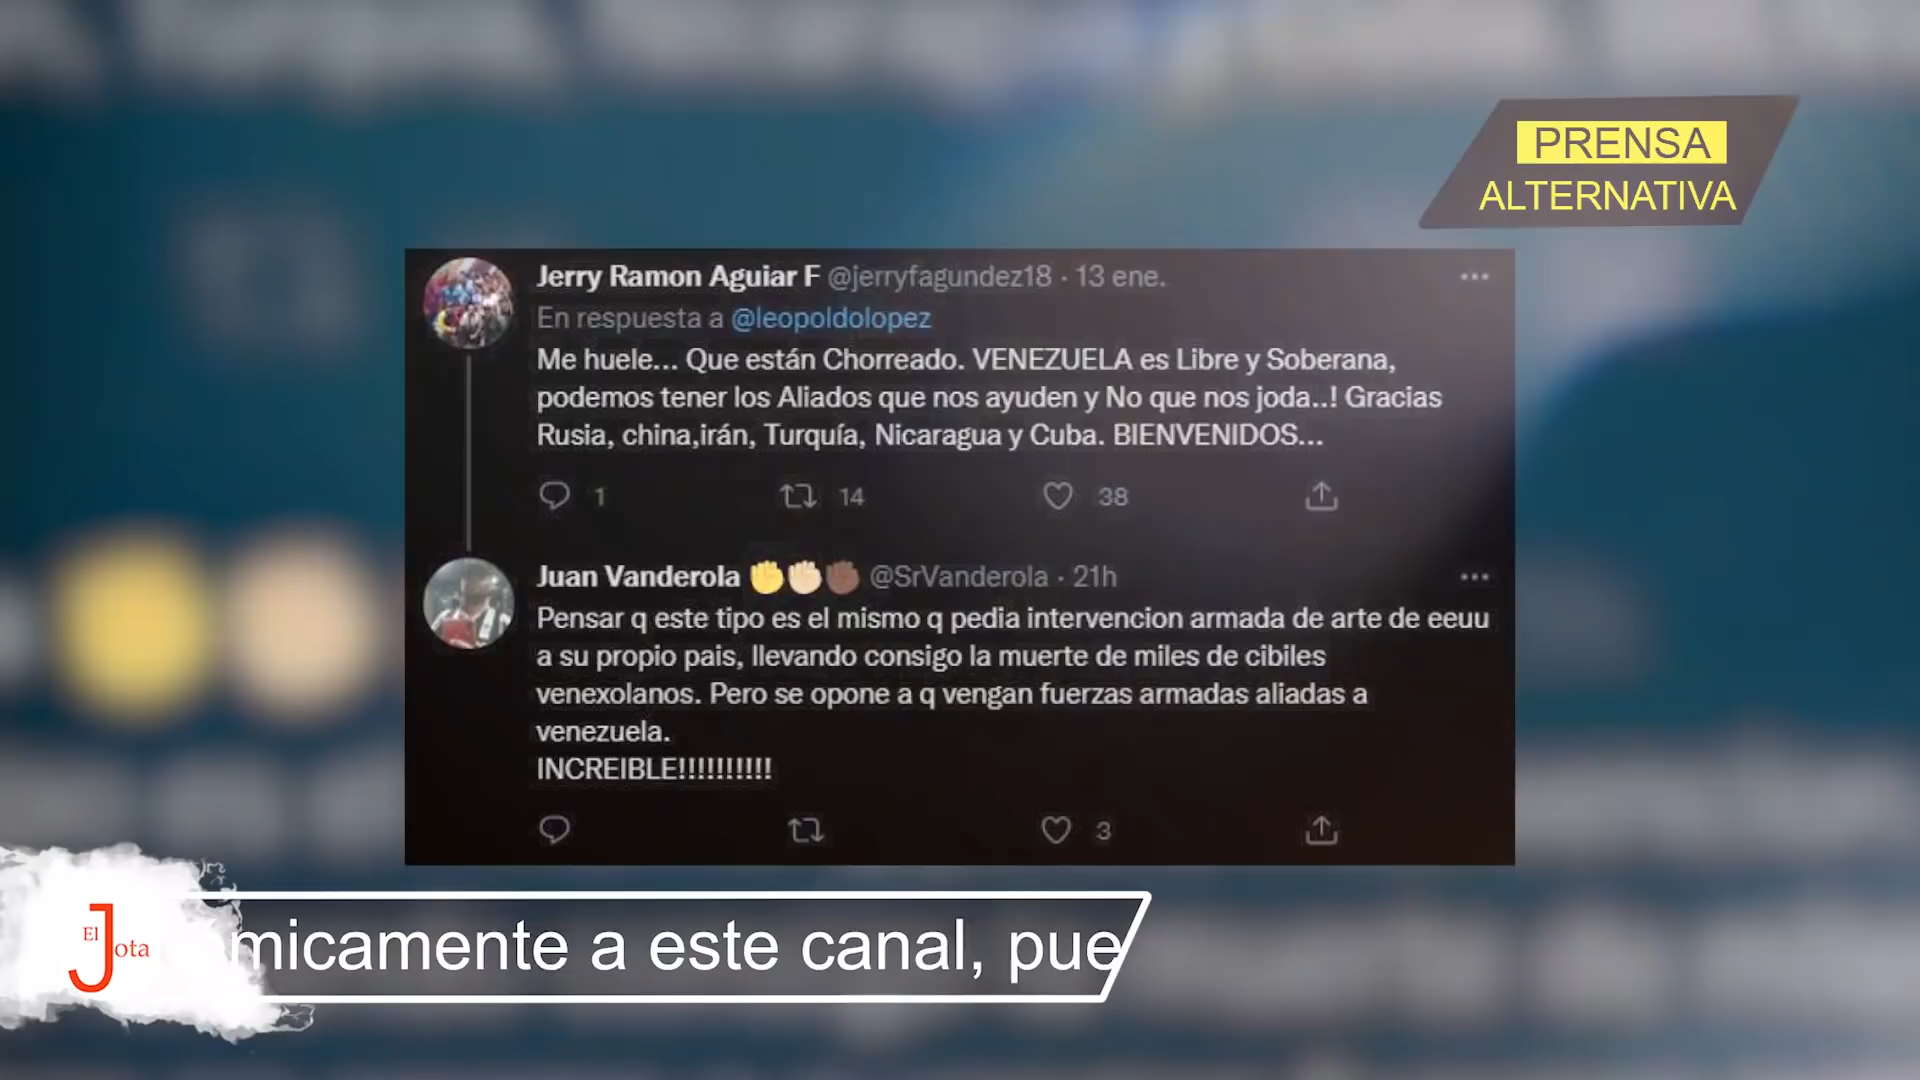 PRENSA
ALTERNATIVA
Jerry Ramon Aguiar F @jerryfagundez18 · 13 ene.
En respuesta a @leopoldolopez
Me huele... Que están Chorreado. VENEZUELA es Libre y Soberana,
podemos tener los Aliados que nos ayuden y No que nos joda..! Gracias
Rusia, china,irán, Turquía, Nicaragua y Cuba. BIENVENIDOS...
1 14 38
Juan Vanderola ✊✊🏻✊🏾 @SrVanderola · 21h
Pensar q este tipo es el mismo q pedia intervencion armada de arte de eeuu
a su propio pais, llevando consigo la muerte de miles de cibiles
venexolanos. Pero se opone a q vengan fuerzas armadas aliadas a
venezuela.
INCREIBLE!!!!!!!!!!
3
El Jota
micamente a este canal, pue